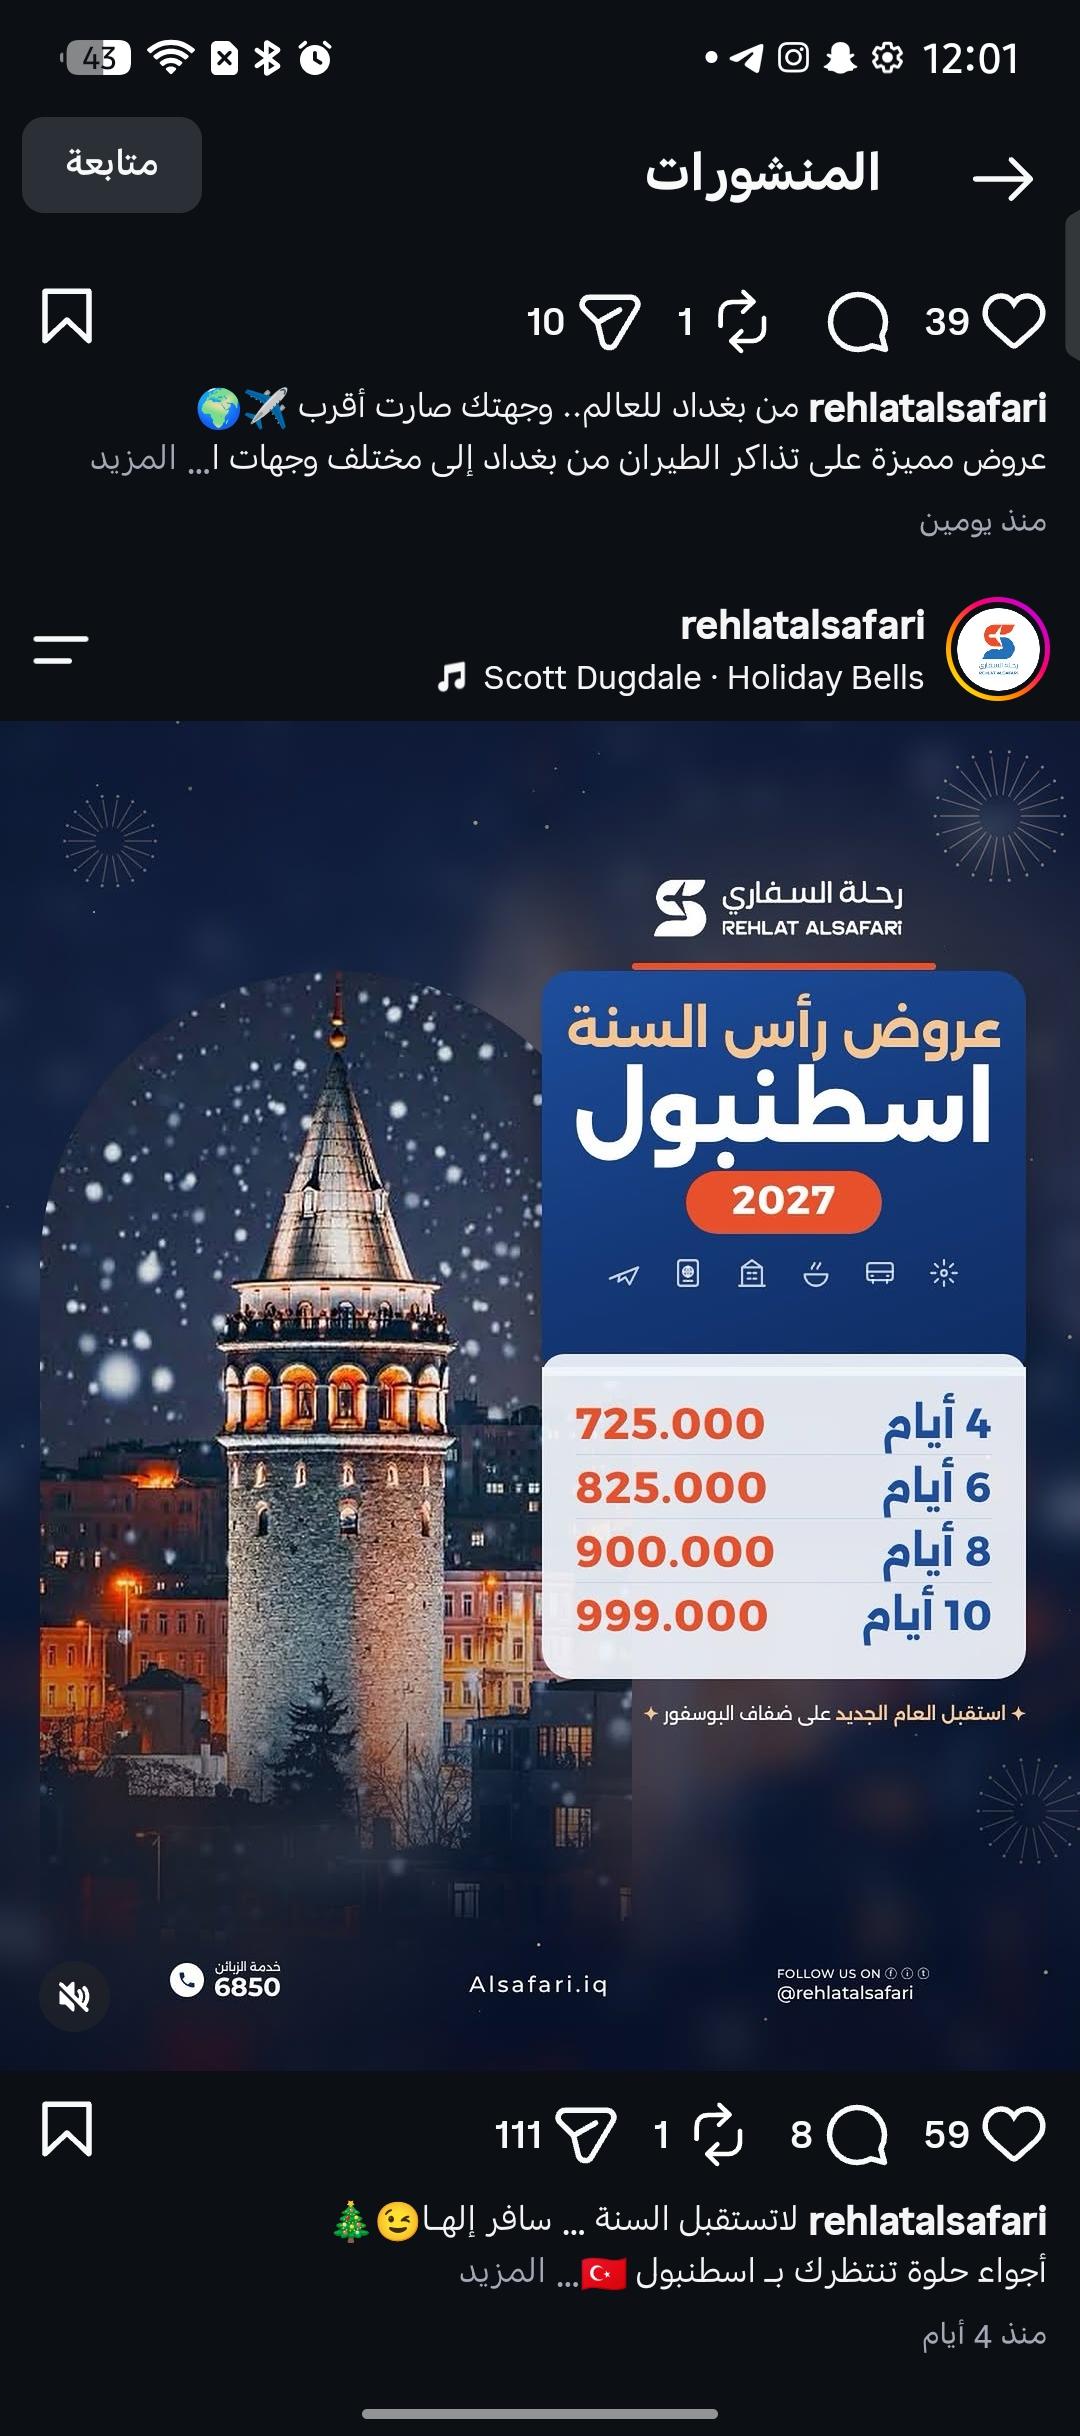 43
12:01
المنشورات
متابعة
39
1
10
rehlatalsafari من بغداد للعالم.. وجهتك صارت أقرب ✈️🌍
عروض مميزة على تذاكر الطيران من بغداد إلى مختلف وجهات ا... المزيد
منذ يومين
rehlatalsafari
Scott Dugdale · Holiday Bells
رحلة السفاري
REHLAT ALSAFARi
عروض رأس السنة
اسطنبول
2027
4 أيام 725.000
6 أيام 825.000
8 أيام 900.000
10 أيام 999.000
استقبل العام الجديد على ضفاف البوسفور
خدمة الزبائن
6850
Alsafari.iq
FOLLOW US ON
@rehlatalsafari
59
8
1
111
rehlatalsafari لاتستقبل السنة ... سافر إلهـا😉🎄
أجواء حلوة تنتظرك بـ اسطنبول 🇹🇷... المزيد
منذ 4 أيام